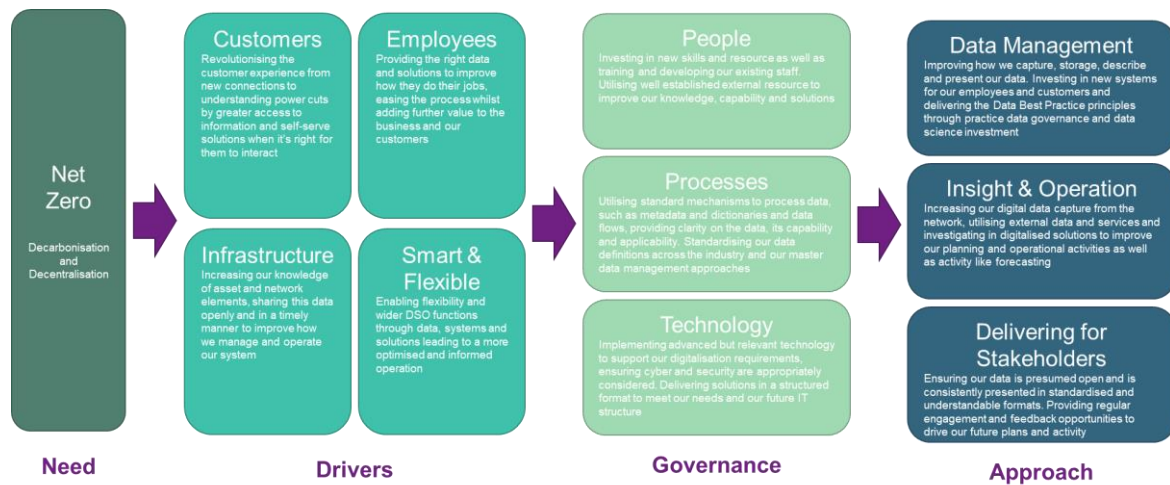 Net
Zero
Decarbonisation
and
Decentralisation
Need
Customers
Revolutionising the
customer experience from
new connections to
understanding power cuts
by greater access to
information and self-serve
solutions when it's right for
them to interact
Employees
Providing the right data
and solutions to improve
how they do their jobs,
easing the process whilst
adding further value to the
business and our
customers
Infrastructure
Increasing our knowledge
of asset and network
elements, sharing this data
openly and in a timely
manner to improve how
we manage and operate
our system
Smart &
Flexible
Enabling flexibility and
wider DSO functions
through data, systems and
solutions leading to a more
optimised and informed
operation
Drivers
People
Investing in new skills and resource as well as
training and developing our existing staff.
Utilising well established external resource to
improve our knowledge, capability and solutions
Processes
Utilising standard mechanisms to process data,
such as metadata and dictionaries and data
flows, providing clarity on the data, its capability
and applicability. Standardising our data
definitions across the industry and our master
data management approaches
Technology
Implementing advanced but relevant technology
to support our digitalisation requirements,
ensuring cyber and security are appropriately
considered. Delivering solutions in a structured
format to meet our needs and our future IT
structure
Governance
Data Management
Improving how we capture, storage, describe
and present our data. Investing in new systems
for our employees and customers and
delivering the Data Best Practice principles
through practice data governance and data
science investment
Insight & Operation
Increasing our digital data capture from the
network, utilising external data and services and
investigating in digitalised solutions to improve
our planning and operational activities as well
as activity like forecasting
Delivering for
Stakeholders
Ensuring our data is presumed open and is
consistently presented in standardised and
understandable formats. Providing regular
engagement and feedback opportunities to
drive our future plans and activity
Approach